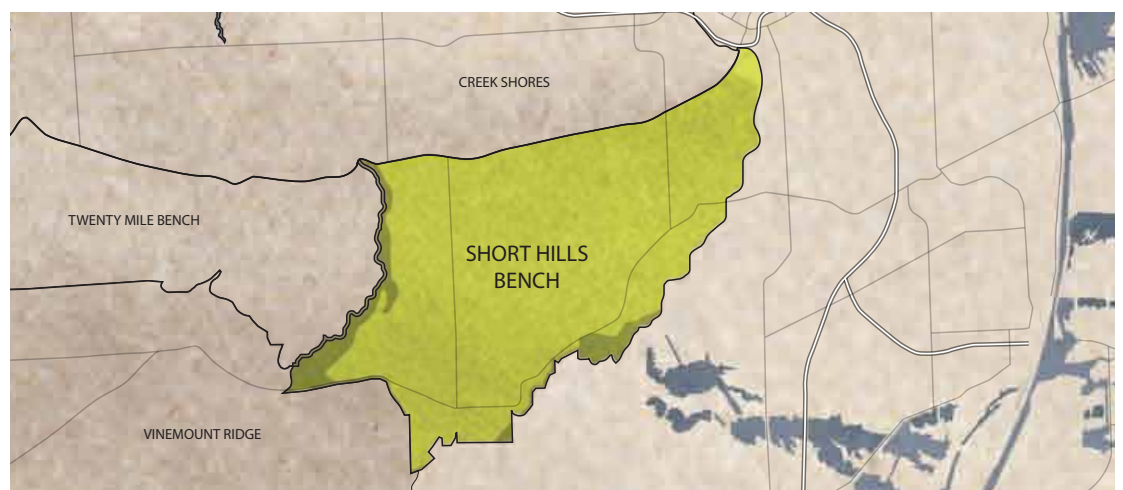 CREEK SHORES
TWENTY MILE BENCH
SHORT HILLS
BENCH
VINEMOUNT RIDGE